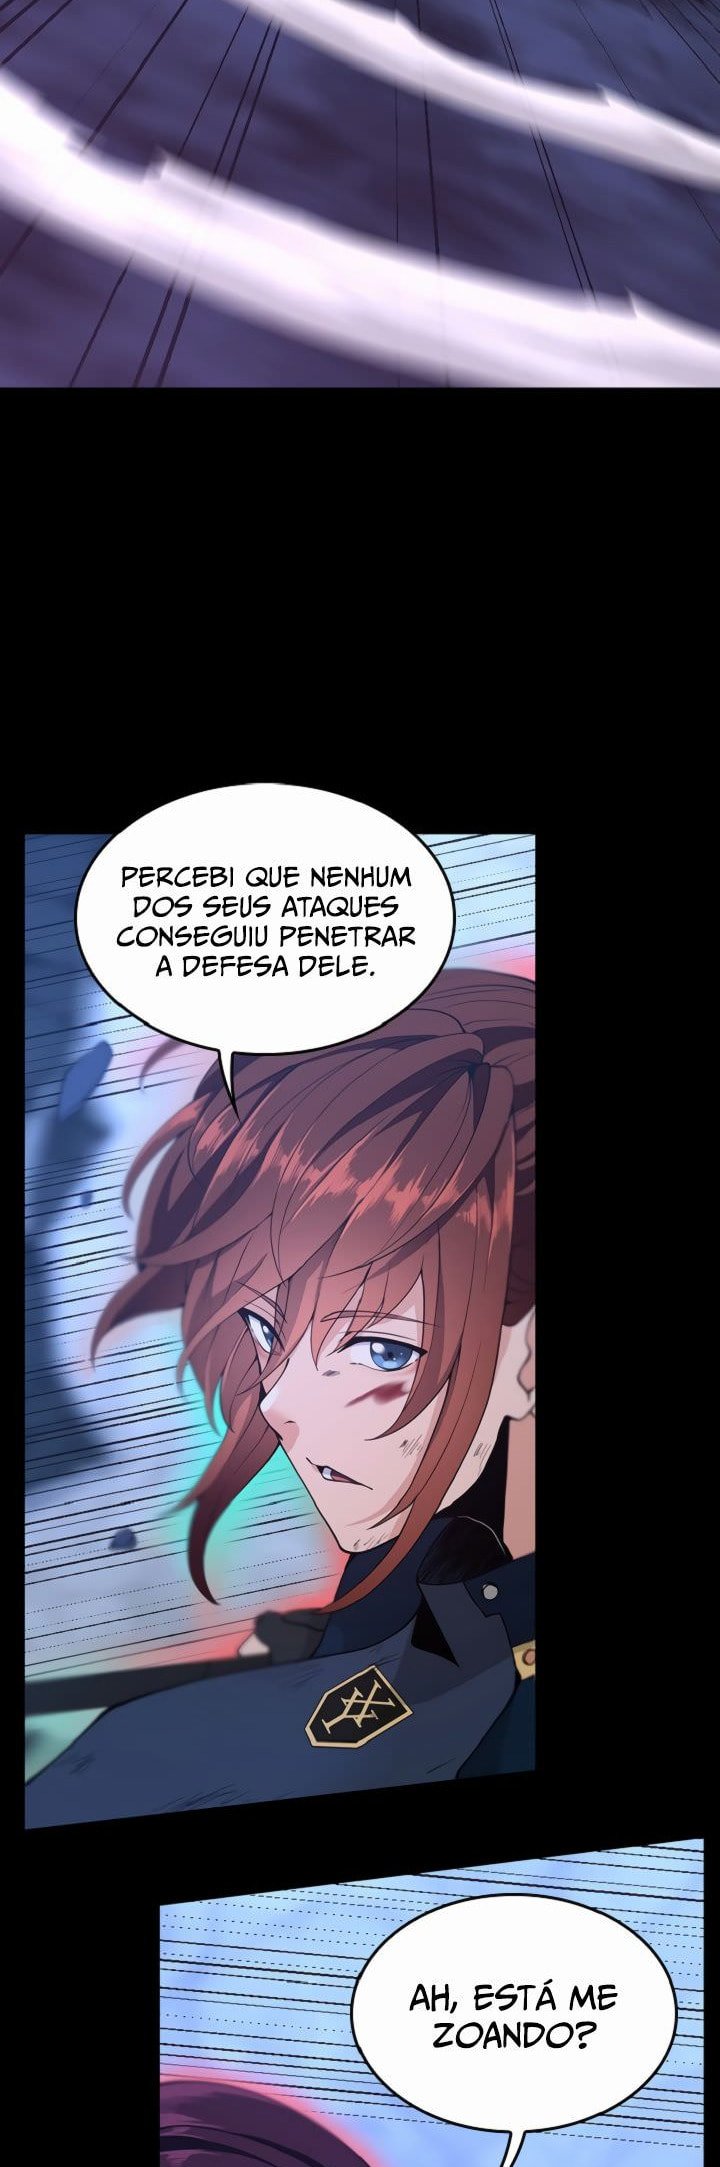 PERCEBI QUE NENHUM
DOS SEUS ATAQUES
CONSEGUIU PENETRAR
A DEFESA DELE.
AH, ESTÁ ME
ZOANDO?